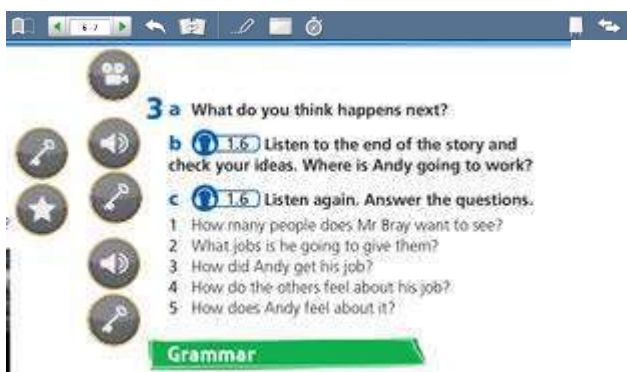 6-7
3 a What do you think happens next?
b 1.6 Listen to the end of the story and
check your ideas. Where is Andy going to work?
c 1.6 Listen again. Answer the questions.
1 How many people does Mr Bray want to see?
2 What jobs is he going to give them?
3 How did Andy get his job?
4 How do the others feel about his job?
5 How does Andy feel about it?
Grammar